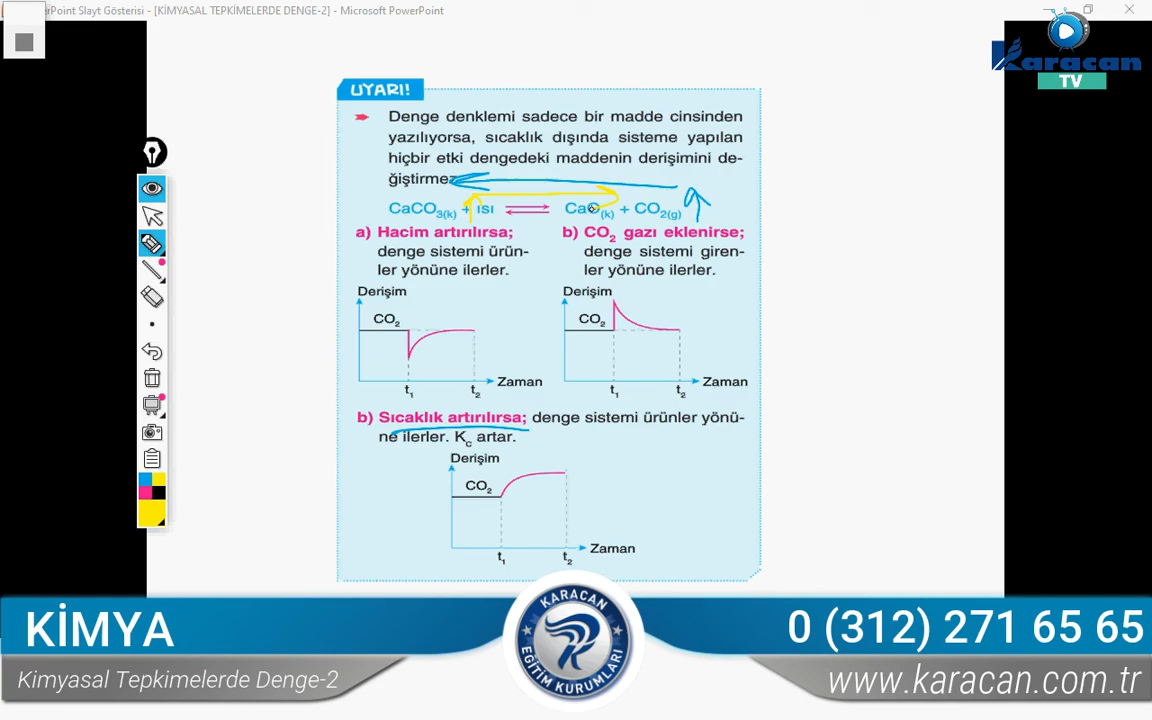 PowerPoint Slayt Gösterisi - [KİMYASAL TEPKİMELERDE DENGE-2] - Microsoft PowerPoint
Karacan
TV
UYARI!
Denge denklemi sadece bir madde cinsinden
yazılıyorsa, sıcaklık dışında sisteme yapılan
hiçbir etki dengedeki maddenin derişimini de-
ğiştirmez.
CaCO3(k) + ısı ⇌ CaO(k) + CO2(g)
a) Hacim artırılırsa;
denge sistemi ürün-
ler yönüne ilerler.
Derişim
CO2
Zaman
t1 t2
b) CO2 gazı eklenirse;
denge sistemi giren-
ler yönüne ilerler.
Derişim
CO2
Zaman
t1 t2
b) Sıcaklık artırılırsa; denge sistemi ürünler yönü-
ne ilerler. Kc artar.
Derişim
CO2
Zaman
t1 t2
KİMYA
Kimyasal Tepkimelerde Denge-2
KARACAN
EĞİTİM KURUMLARI
0 (312) 271 65 65
www.karacan.com.tr